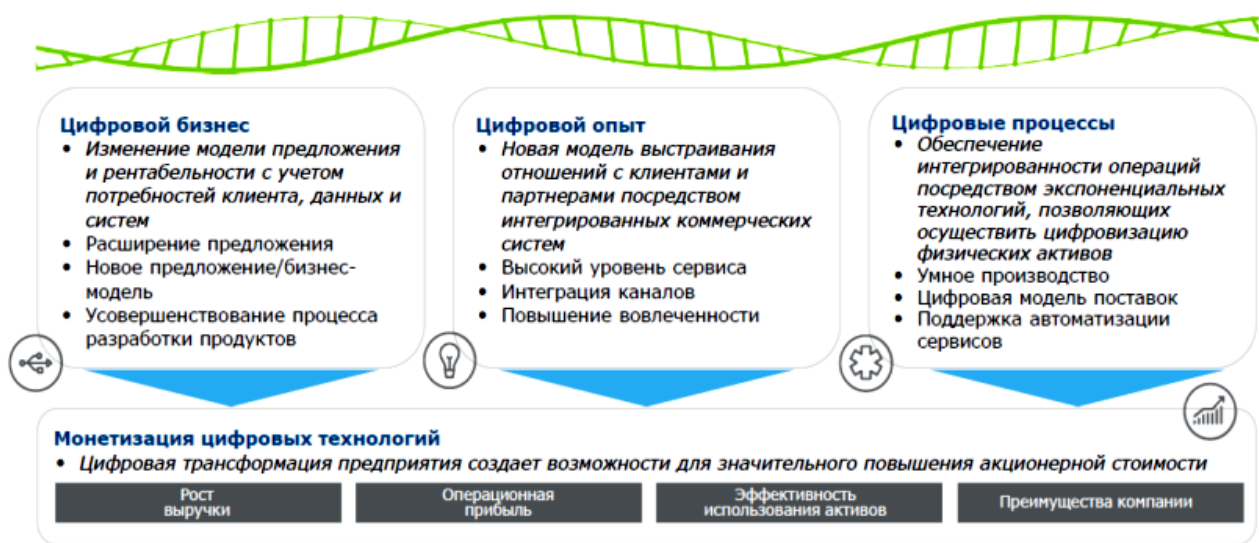 Цифровой бизнес
• Изменение модели предложения
и рентабельности с учетом
потребностей клиента, данных и
систем
• Расширение предложения
• Новое предложение/бизнес-
модель
• Усовершенствование процесса
разработки продуктов
Цифровой опыт
• Новая модель выстраивания
отношений с клиентами и
партнерами посредством
интегрированных коммерческих
систем
• Высокий уровень сервиса
• Интеграция каналов
• Повышение вовлеченности
Цифровые процессы
• Обеспечение
интегрированности операций
посредством экспоненциальных
технологий, позволяющих
осуществить цифровизацию
физических активов
• Умное производство
• Цифровая модель поставок
• Поддержка автоматизации
сервисов
Монетизация цифровых технологий
• Цифровая трансформация предприятия создает возможности для значительного повышения акционерной стоимости
Рост
выручки
Операционная
прибыль
Эффективность
использования активов
Преимущества компании